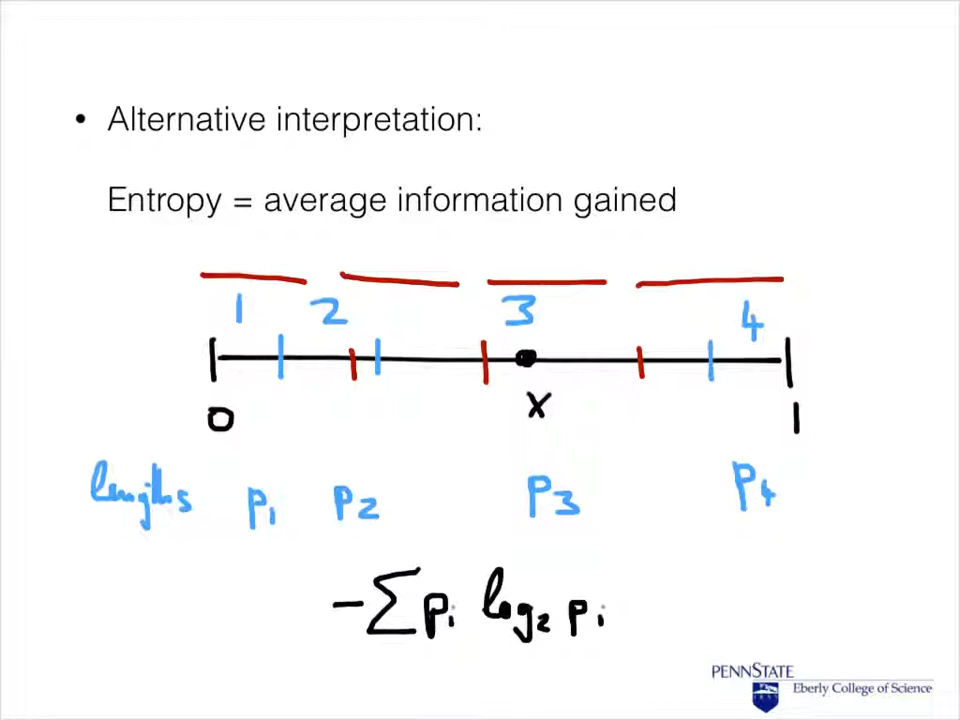 • Alternative interpretation:
Entropy = average information gained
1 2 3 4
0 x 1
lengths p₁ p₂ p₃ p₄
-∑ pᵢ log₂ pᵢ
PENNSTATE
Eberly College of Science